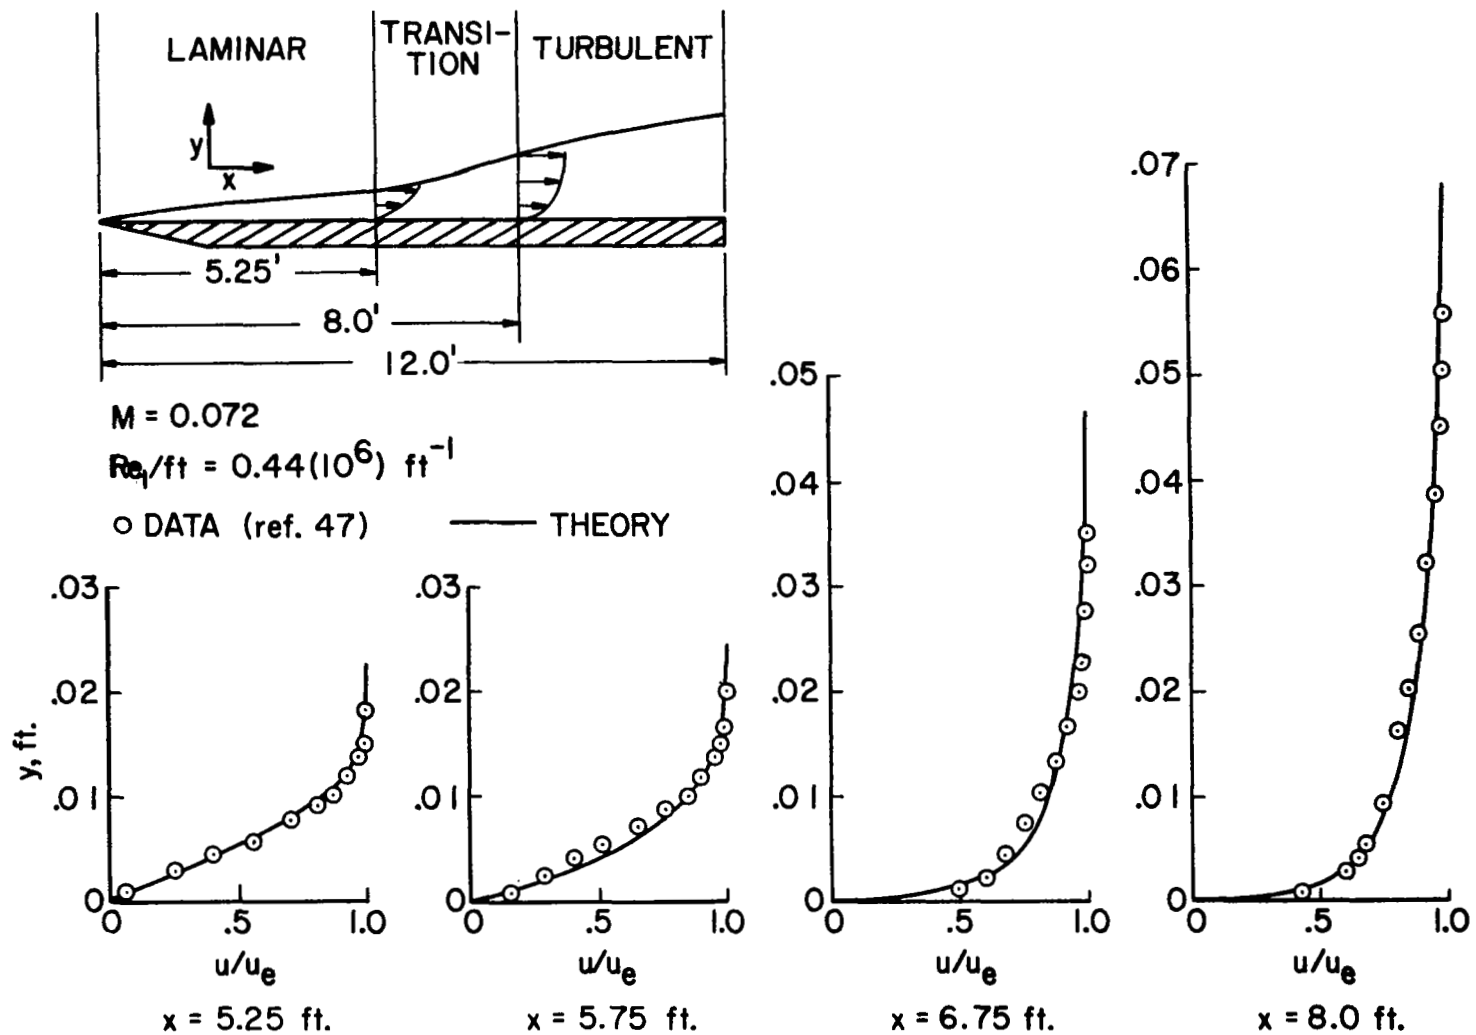 LAMINAR
TRANSI-
TION
TURBULENT
y
x
5.25'
8.0'
12.0'
M = 0.072
Re₁/ft = 0.44(10⁶) ft⁻¹
DATA (ref. 47)
THEORY
y, ft.
.03
.02
.01
0
0 .5 1.0
u/uₑ
x = 5.25 ft.
.03
.02
.01
0
0 .5 1.0
u/uₑ
x = 5.75 ft.
.05
.04
.03
.02
.01
0
0 .5 1.0
u/uₑ
x = 6.75 ft.
.07
.06
.05
.04
.03
.02
.01
0
0 .5 1.0
u/uₑ
x = 8.0 ft.